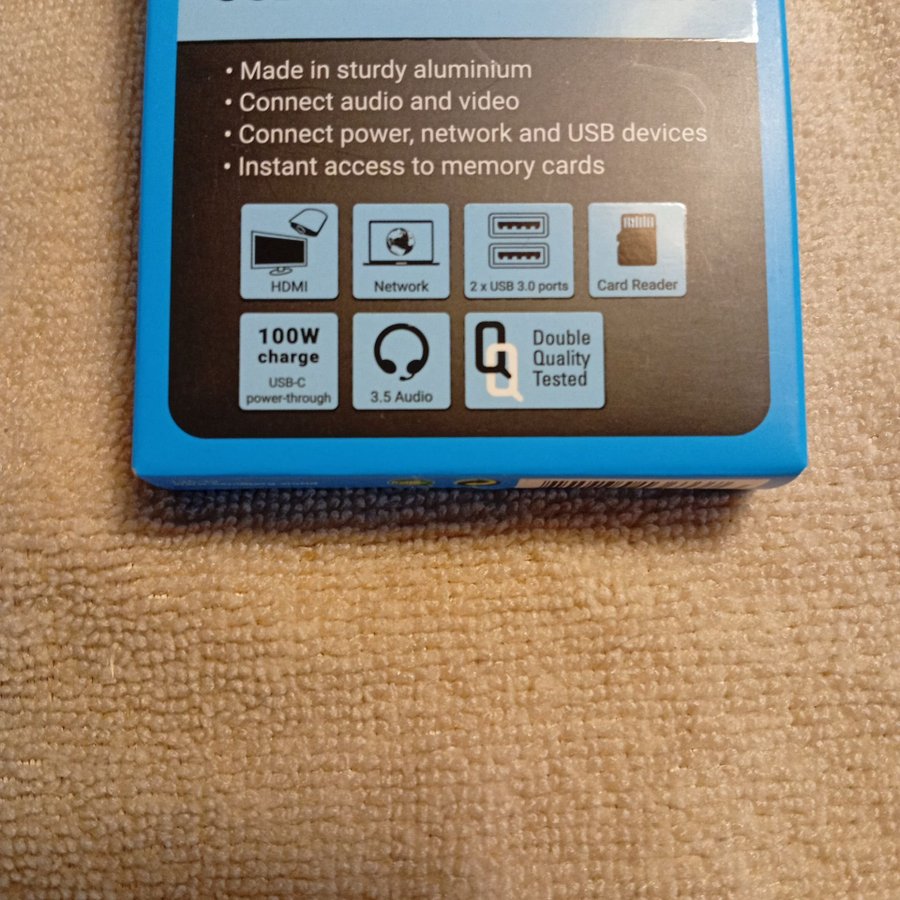 • Made in sturdy aluminium
• Connect audio and video
• Connect power, network and USB devices
• Instant access to memory cards
HDMI
Network
2 x USB 3.0 ports
Card Reader
100W
charge
USB-C
power-through
3.5 Audio
Double
Quality
Tested